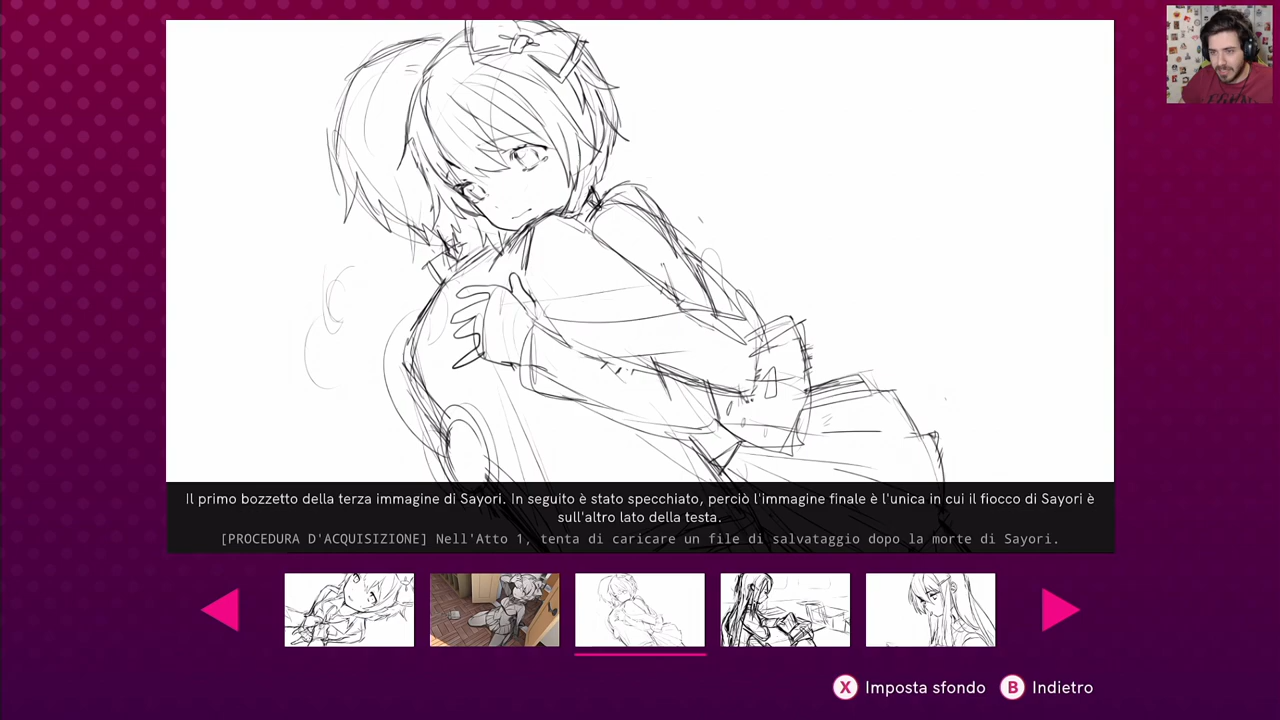 Il primo bozzetto della terza immagine di Sayori. In seguito è stato specchiato, perciò l'immagine finale è l'unica in cui il fiocco di Sayori è
sull'altro lato della testa.
[PROCEDURA D'ACQUISIZIONE] Nell'Atto 1, tenta di caricare un file di salvataggio dopo la morte di Sayori.
X Imposta sfondo B Indietro